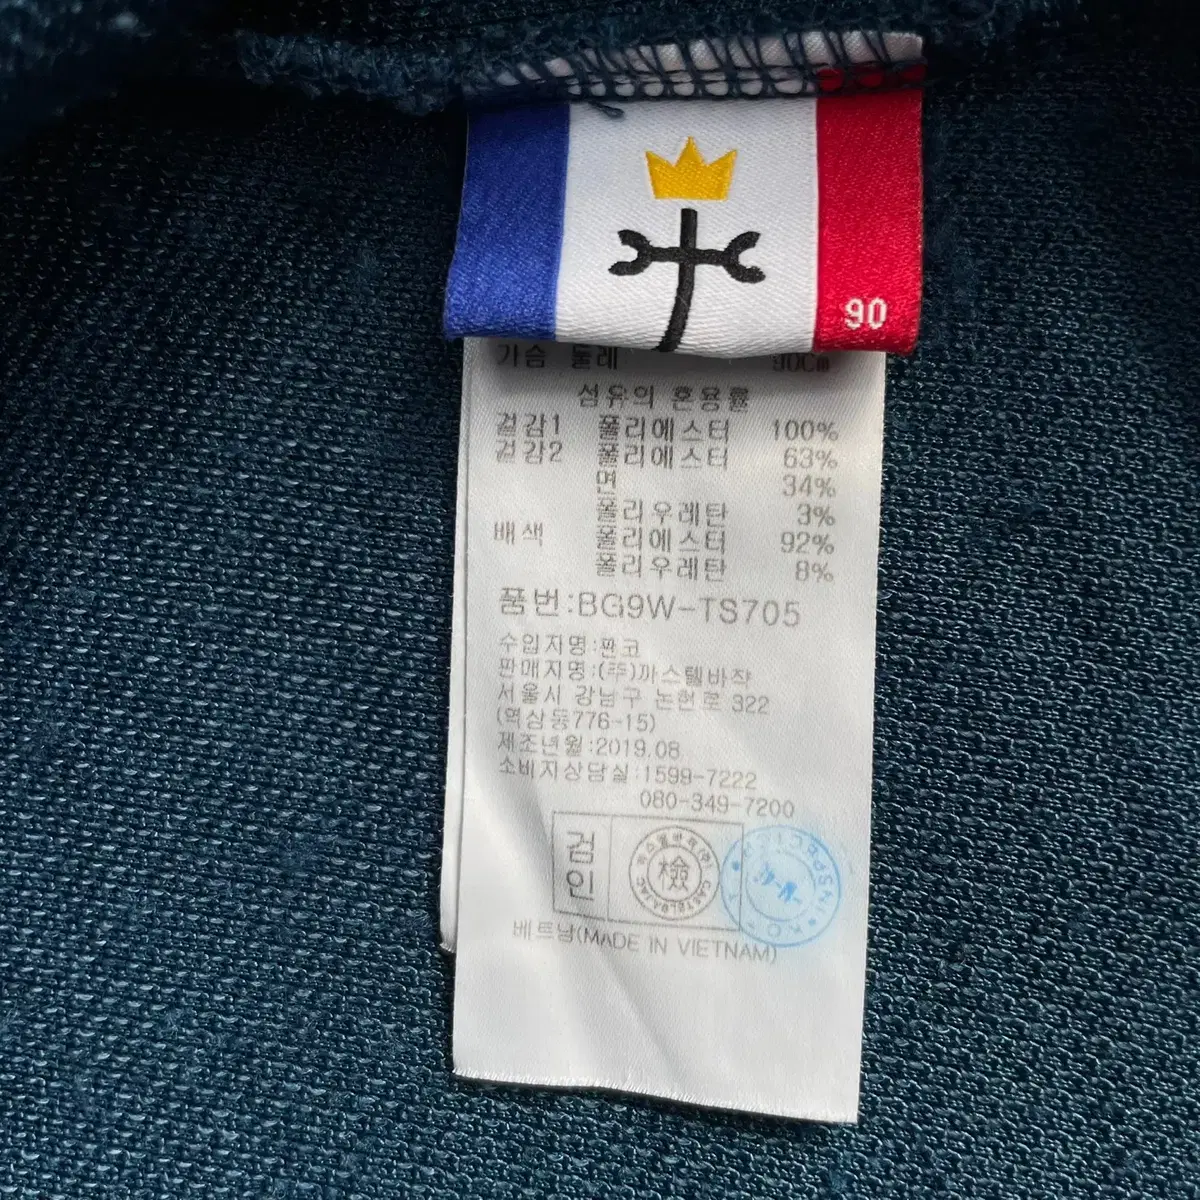 90
가슴 둘레 90Cm
섬유의 혼용률
겉감1 폴리에스터 100%
겉감2 폴리에스터 63%
면 34%
폴리우레탄 3%
배색 폴리에스터 92%
폴리우레탄 8%
품번:BG9W-TS705
수입자명:판코
판매자명:(주)까스텔바작
서울시 강남구 논현로 322
(역삼동776-15)
제조년월:2019.08
소비자상담실:1599-7222
080-349-7200
검인
檢
베트남(MADE IN VIETNAM)